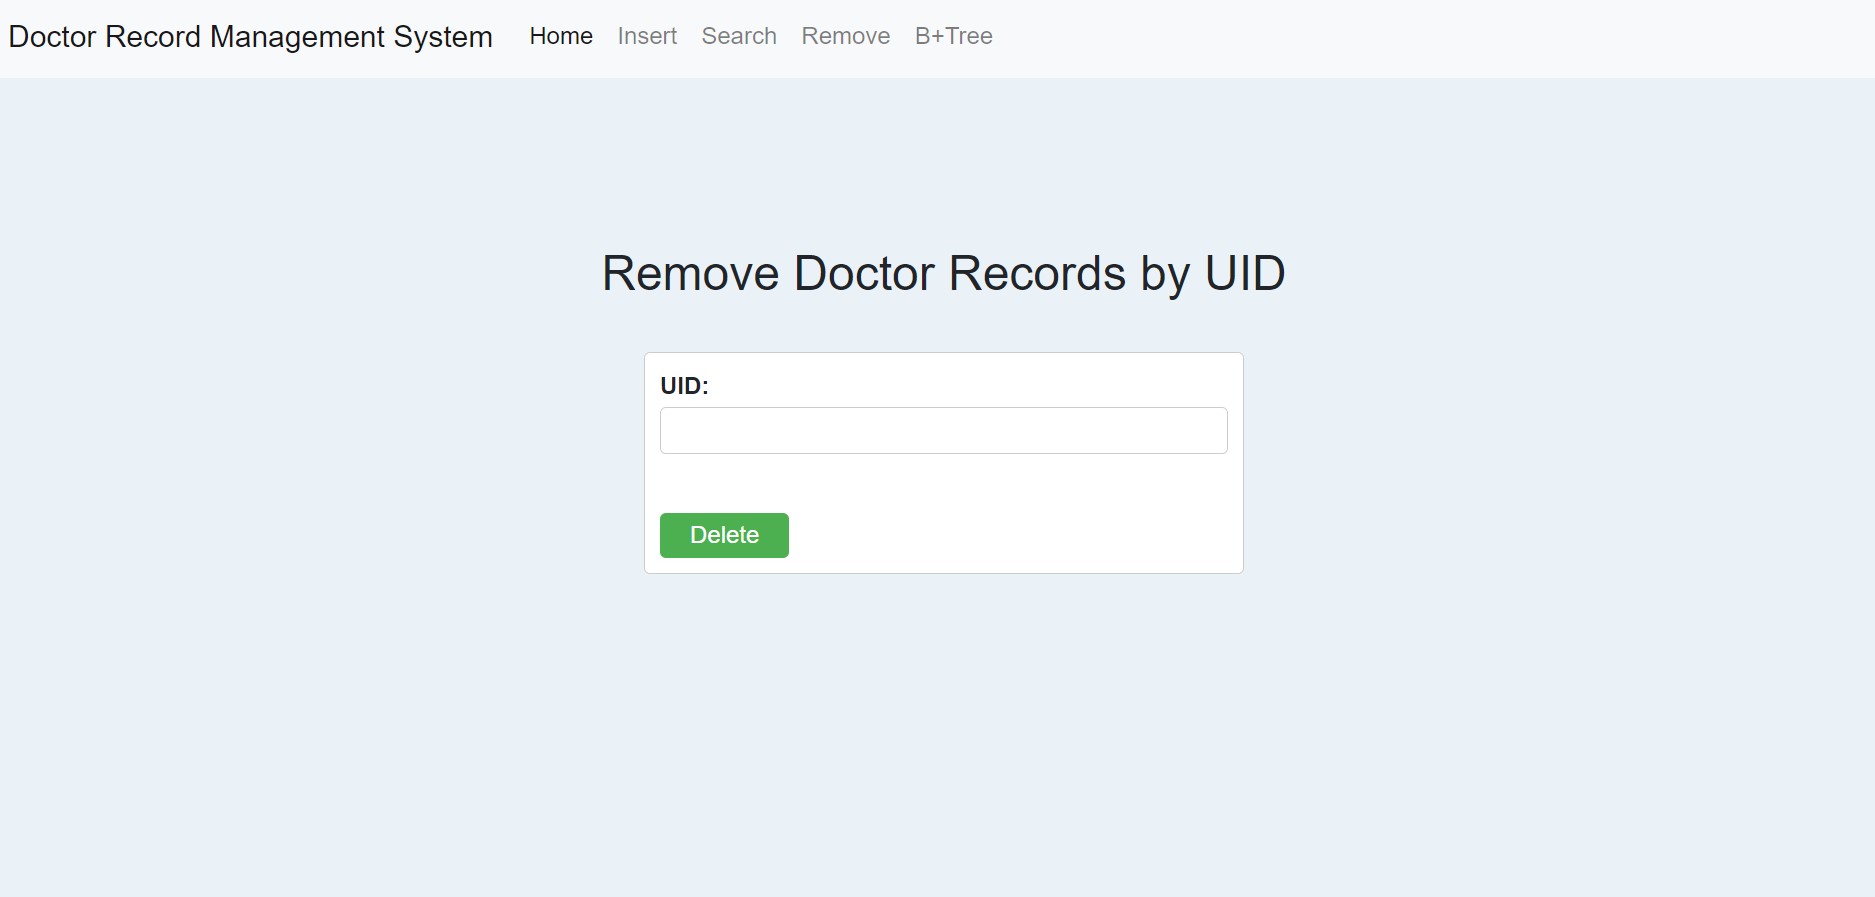 Doctor Record Management System Home Insert Search Remove B+Tree
Remove Doctor Records by UID
UID:
Delete